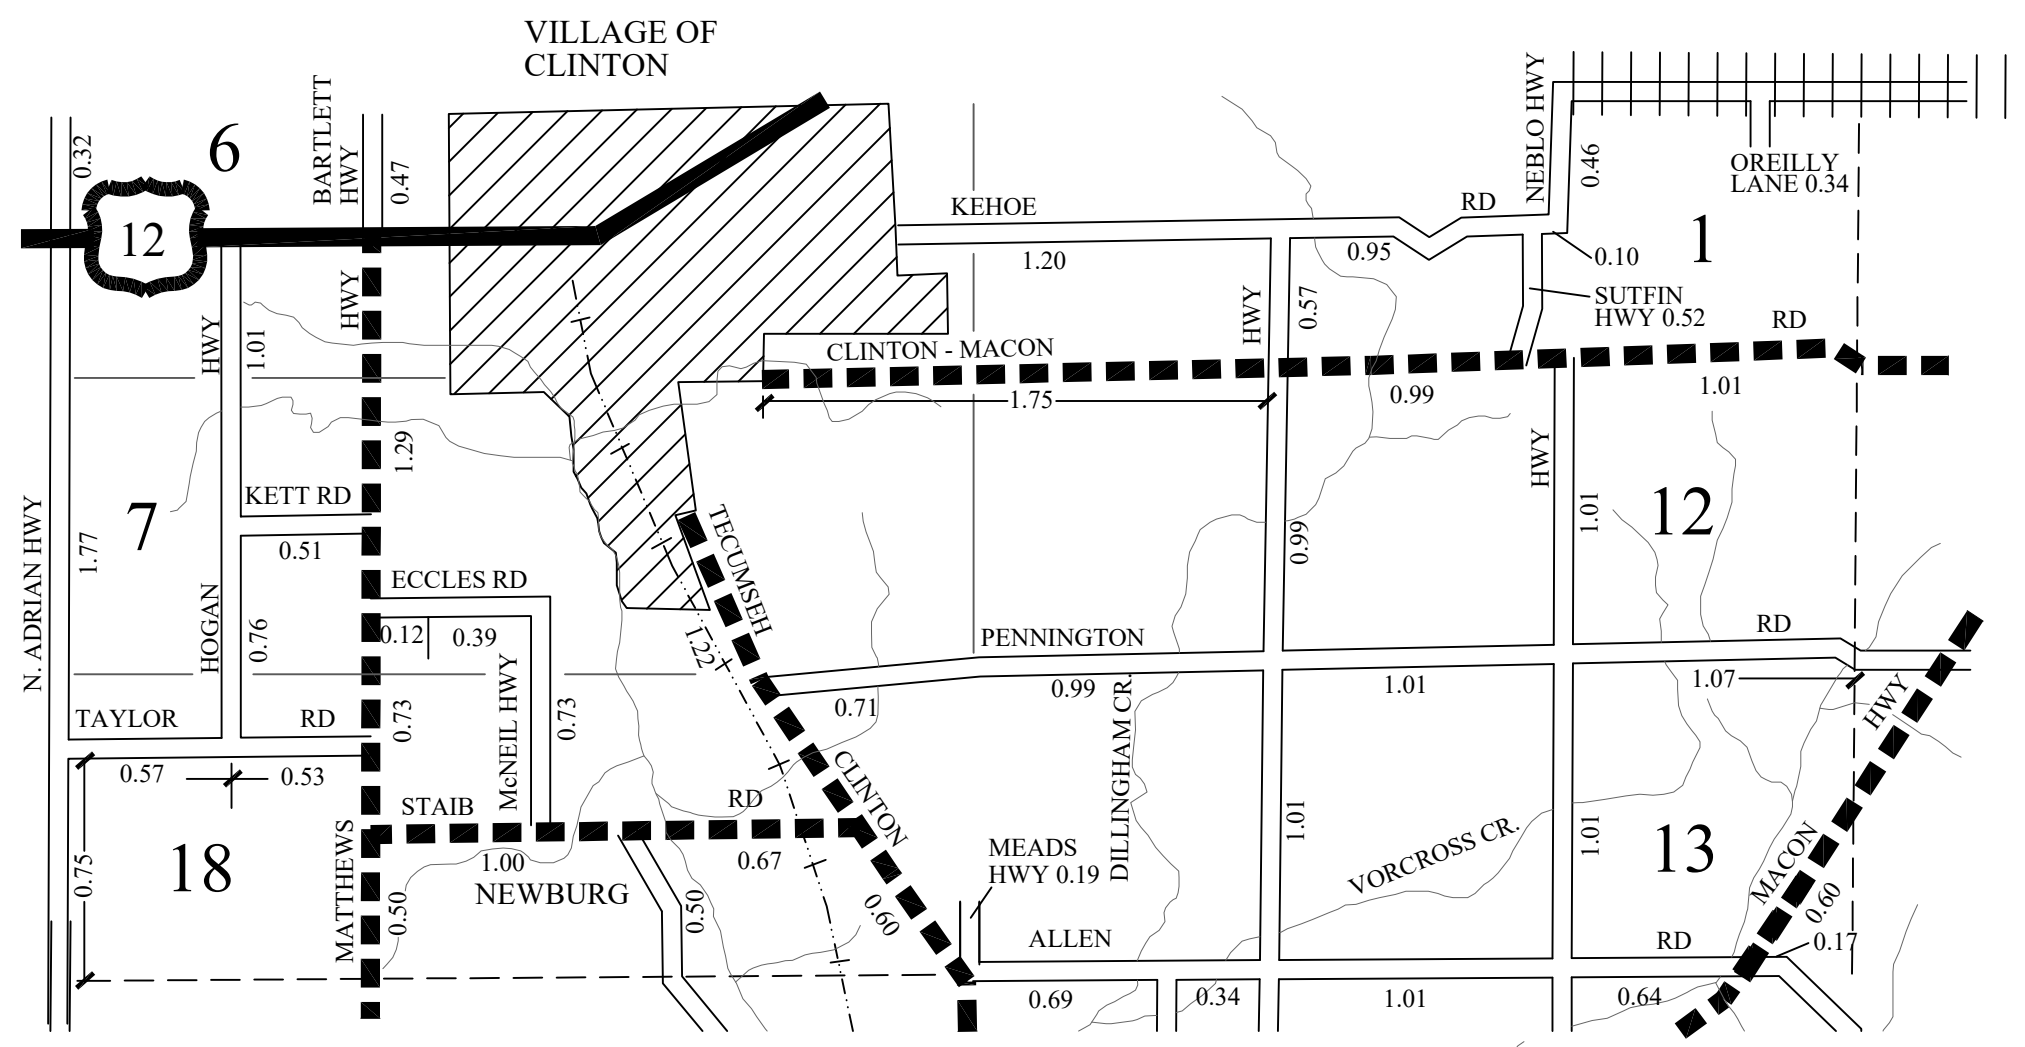 VILLAGE OF
CLINTON
BARTLETT
HWY
NEBLO HWY
0.32
6
0.47
0.46
OREILLY
LANE 0.34
12
KEHOE
RD
1
1.20
0.95
0.10
HWY
HWY
0.57
SUTFIN
HWY 0.52
HWY
1.01
CLINTON - MACON
RD
1.75
0.99
1.01
1.29
HWY
N. ADRIAN HWY
1.77
7
KETT RD
0.51
TECUMSEH
0.99
1.01
12
ECCLES RD
HOGAN
0.76
0.12
0.39
1.22
PENNINGTON
RD
McNEIL HWY
0.73
0.73
0.71
0.99
DILLINGHAM CR.
1.01
1.07
HWY
TAYLOR
RD
0.57
0.53
STAIB
RD
CLINTON
1.01
1.01
MATTHEWS
0.75
18
1.00
0.67
NEWBURG
0.50
0.50
0.60
MEADS
HWY 0.19
VORCROSS CR.
13
MACON
0.60
ALLEN
RD
0.17
0.69
0.34
1.01
0.64